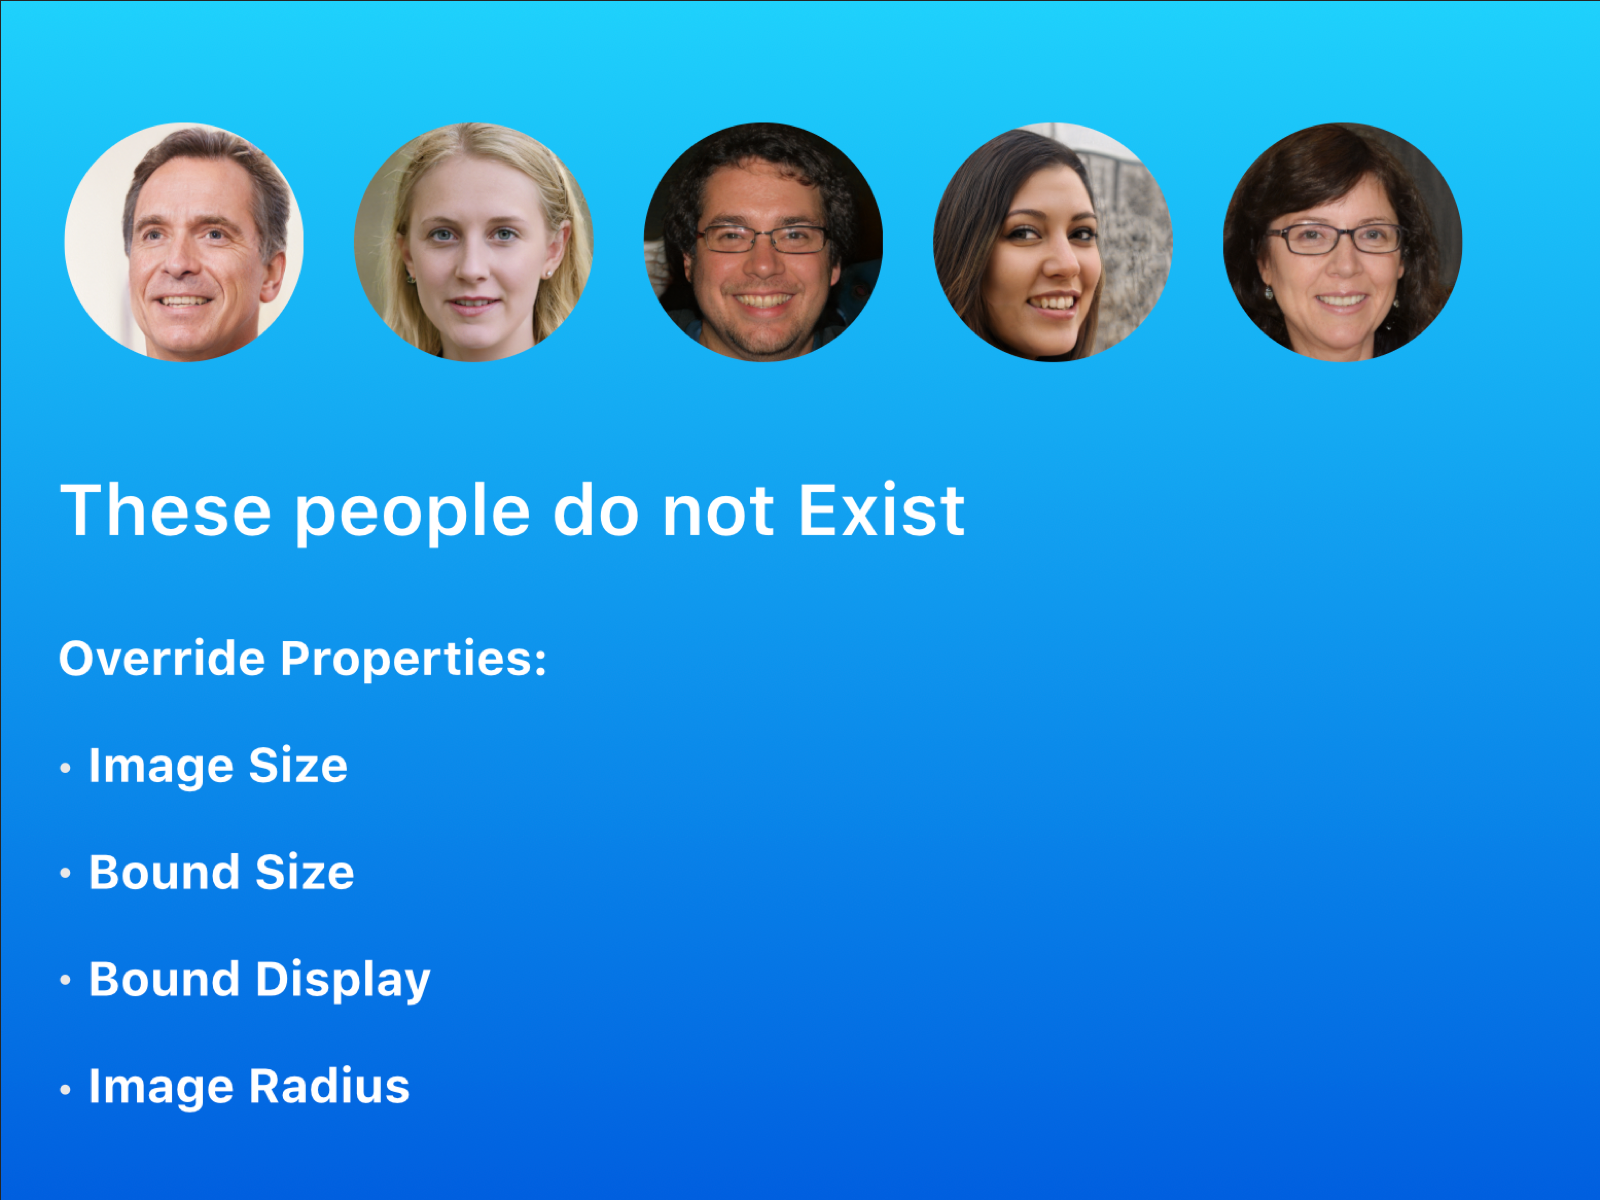 These people do not Exist
Override Properties:
• Image Size
• Bound Size
• Bound Display
• Image Radius